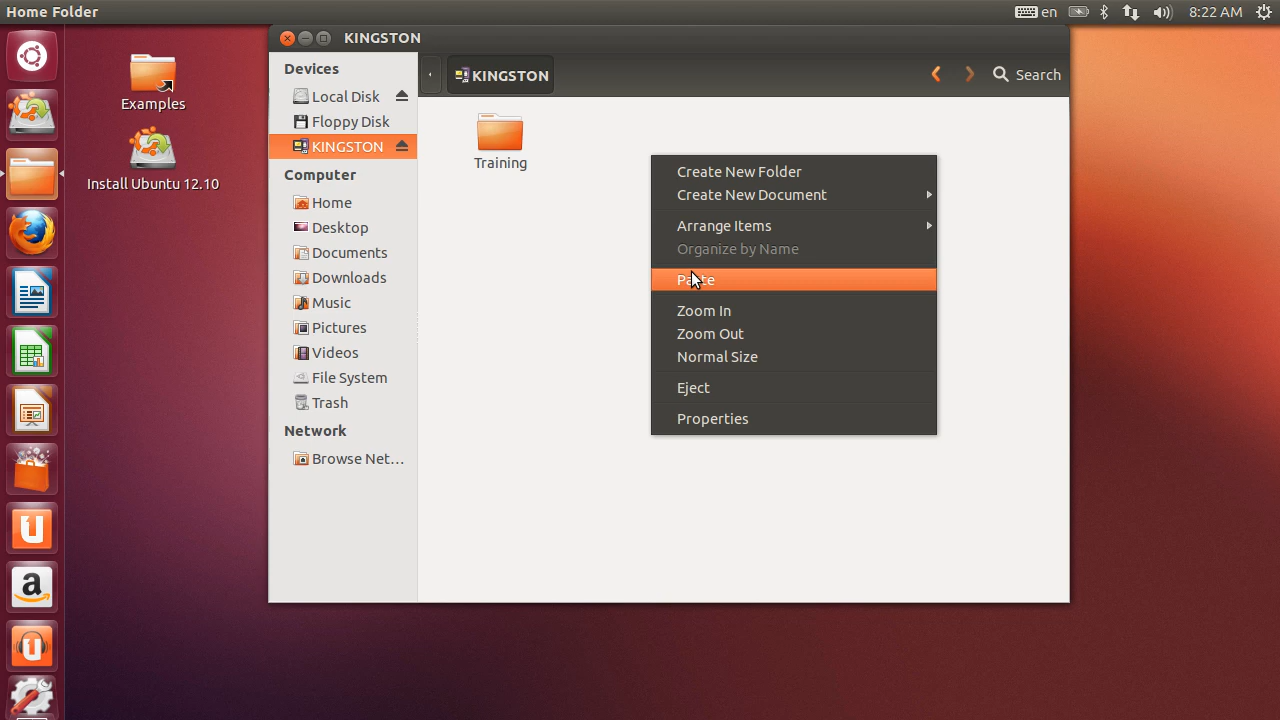 Home Folder
en
8:22 AM
KINGSTON
Devices
Local Disk
Floppy Disk
KINGSTON
Computer
Home
Desktop
Documents
Downloads
Music
Pictures
Videos
File System
Trash
Network
Browse Net…
KINGSTON
Search
Training
Create New Folder
Create New Document
Arrange Items
Organize by Name
Paste
Zoom In
Zoom Out
Normal Size
Eject
Properties
Examples
Install Ubuntu 12.10